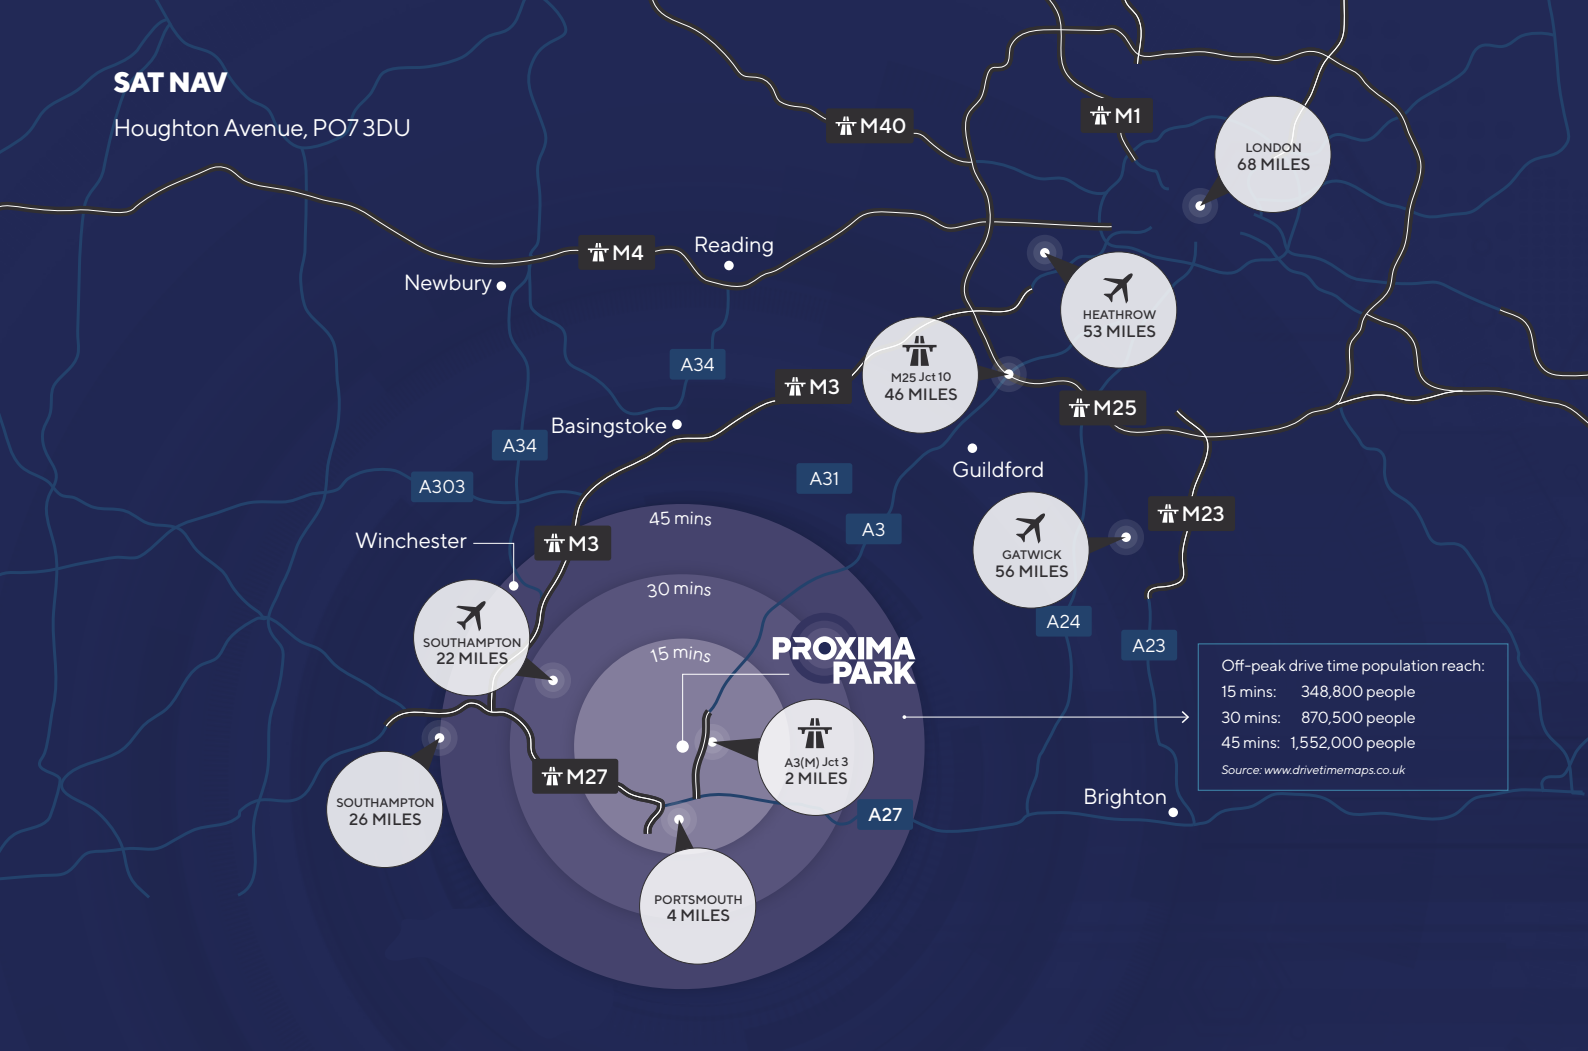 SAT NAV
Houghton Avenue, PO7 3DU
M40
M1
LONDON
68 MILES
M4
Reading
Newbury
HEATHROW
53 MILES
A34
M3
M25 Jct 10
46 MILES
M25
Basingstoke
A34
A303
A31
Guildford
A3
M23
45 mins
Winchester
M3
GATWICK
56 MILES
30 mins
A24
A23
SOUTHAMPTON
22 MILES
15 mins
PROXIMA
PARK
Off-peak drive time population reach:
15 mins: 348,800 people
30 mins: 870,500 people
45 mins: 1,552,000 people
Source: www.drivetimemaps.co.uk
A3(M) Jct 3
2 MILES
M27
SOUTHAMPTON
26 MILES
Brighton
A27
PORTSMOUTH
4 MILES